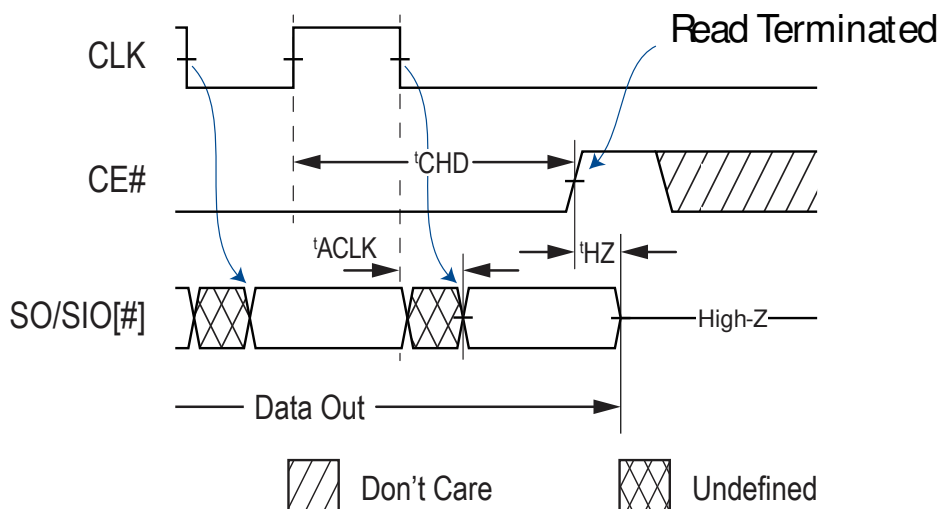 Read Terminated
CLK
tCHD
CE#
tACLK
tHZ
SO/SIO[#]
High-Z
Data Out
Don't Care
Undefined